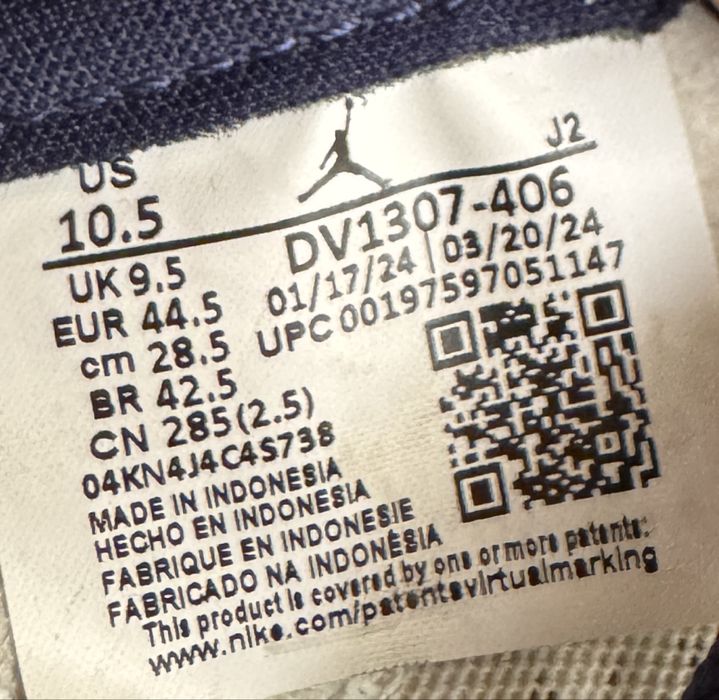 US
J2
10.5
DV1307-406
UK 9.5
01/17/24 | 03/20/24
EUR 44.5
UPC 00197597051147
cm 28.5
BR 42.5
CN 285(2.5)
04KN4J4C4S738
MADE IN INDONESIA
HECHO EN INDONESIA
FABRIQUE EN INDONESIE
FABRICADO NA INDONÉSIA
This product is covered by one or more patents:
www.nike.com/patentsvirtualmarking